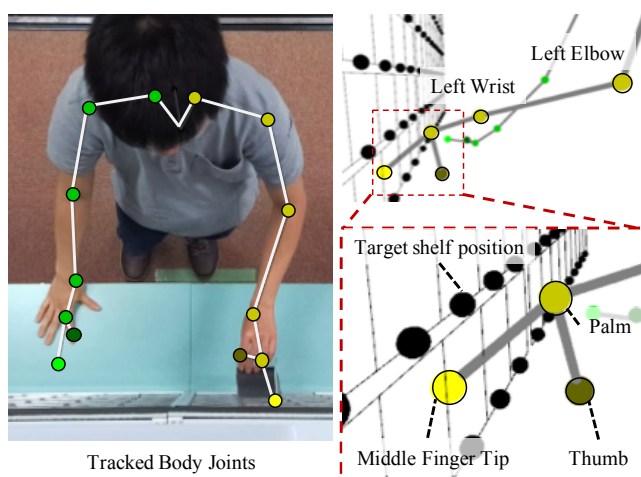 Left Elbow
Left Wrist
Target shelf position
Palm
Middle Finger Tip
Thumb
Tracked Body Joints